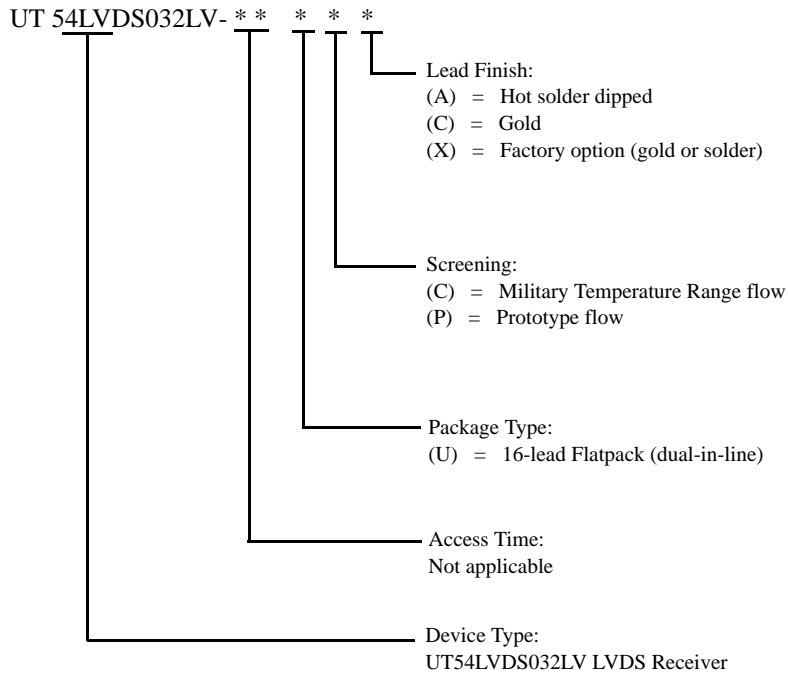 UT 54LVDS032LV- * * * * *
Lead Finish:
(A) = Hot solder dipped
(C) = Gold
(X) = Factory option (gold or solder)
Screening:
(C) = Military Temperature Range flow
(P) = Prototype flow
Package Type:
(U) = 16-lead Flatpack (dual-in-line)
Access Time:
Not applicable
Device Type:
UT54LVDS032LV LVDS Receiver